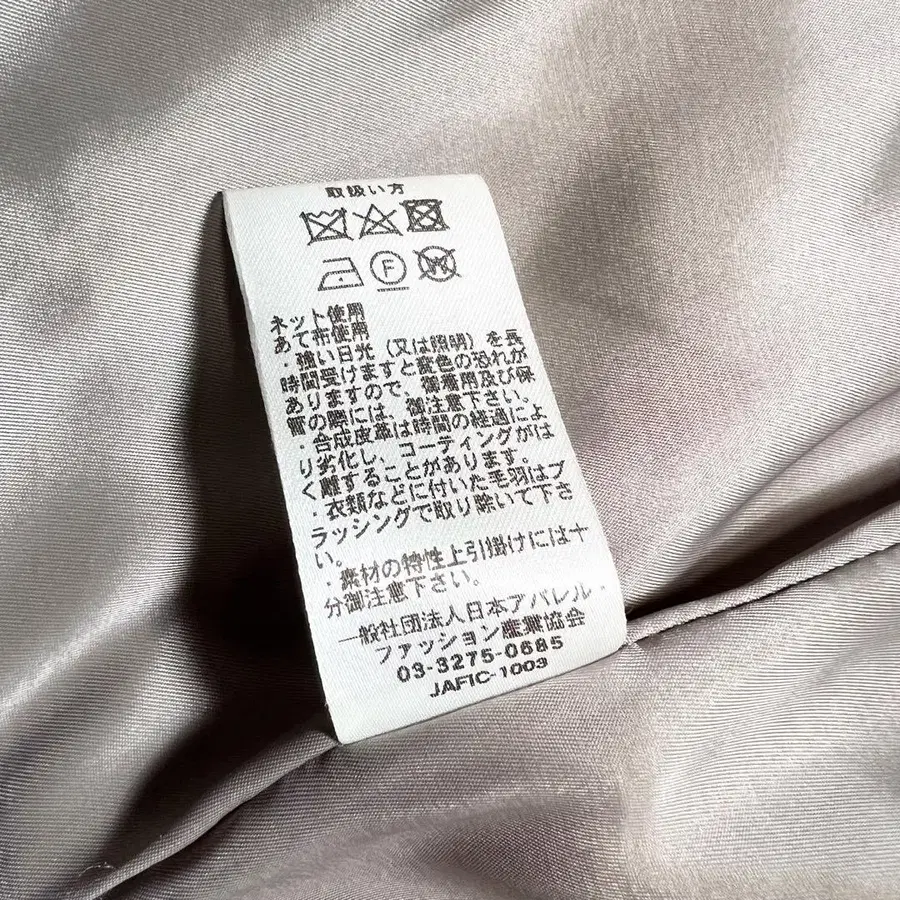 取扱い方
F W
ネット使用
あて布使用
・強い日光（又は照明）を長
時間受けますと変色の恐れが
ありますので、御着用及び保
管の際には、御注意下さい。
・合成皮革は時間の経過によ
り劣化し、コーティングがは
く離することがあります。
・衣類などに付いた毛羽はブ
ラッシングで取り除いて下さ
い。
・素材の特性上引掛けには十
分御注意下さい。
一般社団法人日本アパレル・
ファッション産業協会
03-3275-0685
JAFIC-1003